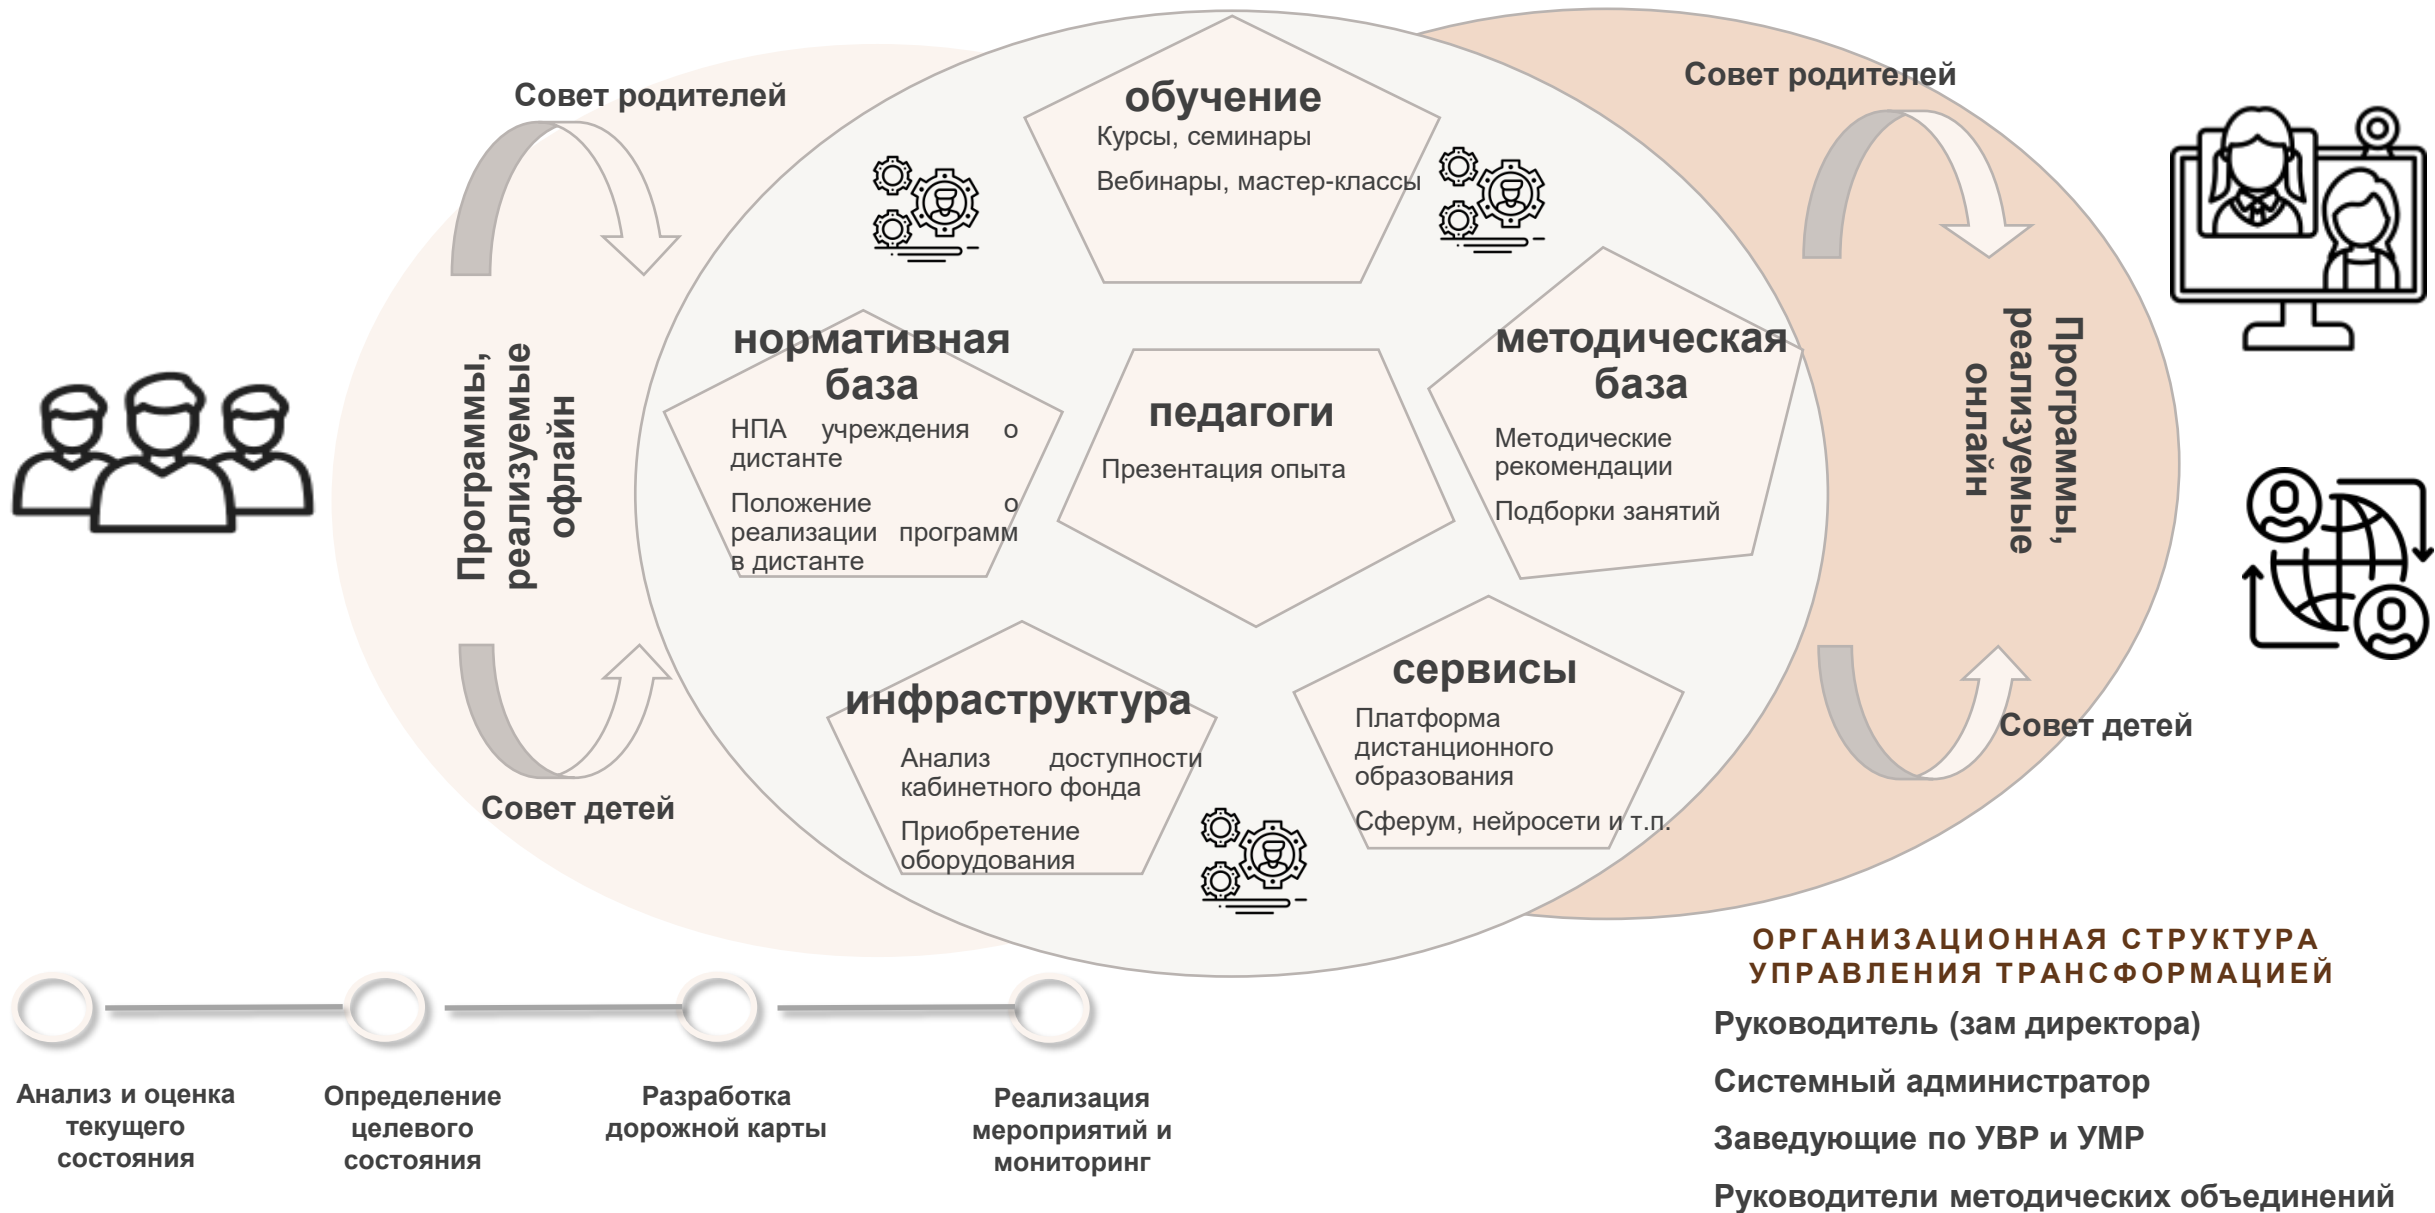 Совет родителей
Программы,
реализуемые
офлайн
Совет детей
обучение
Курсы, семинары
Вебинары, мастер-классы
нормативная
база
НПА учреждения о
дистанте
Положение о
реализации программ
в дистанте
педагоги
Презентация опыта
методическая
база
Методические
рекомендации
Подборки занятий
инфраструктура
Анализ доступности
кабинетного фонда
Приобретение
оборудования
сервисы
Платформа
дистанционного
образования
Сферум, нейросети и т.п.
Совет родителей
Программы,
реализуемые
онлайн
Совет детей
Анализ и оценка
текущего
состояния
Определение
целевого
состояния
Разработка
дорожной карты
Реализация
мероприятий и
мониторинг
ОРГАНИЗАЦИОННАЯ СТРУКТУРА
УПРАВЛЕНИЯ ТРАНСФОРМАЦИЕЙ
Руководитель (зам директора)
Системный администратор
Заведующие по УВР и УМР
Руководители методических объединений